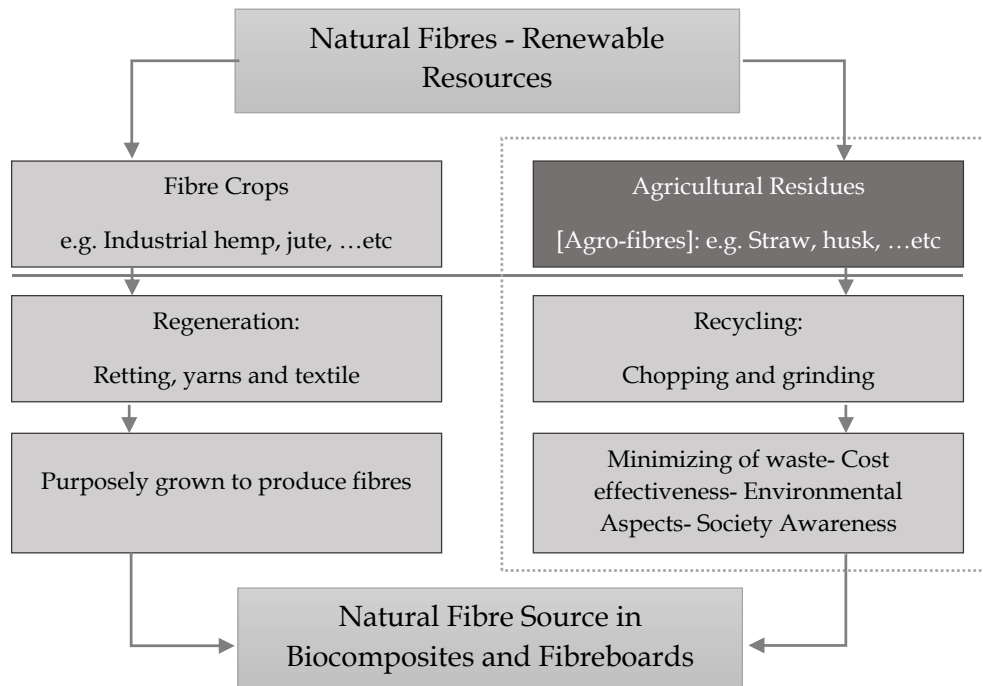 Natural Fibres - Renewable
Resources
Fibre Crops
e.g. Industrial hemp, jute, …etc
Agricultural Residues
[Agro-fibres]: e.g. Straw, husk, …etc
Regeneration:
Retting, yarns and textile
Recycling:
Chopping and grinding
Purposely grown to produce fibres
Minimizing of waste- Cost
effectiveness- Environmental
Aspects- Society Awareness
Natural Fibre Source in
Biocomposites and Fibreboards